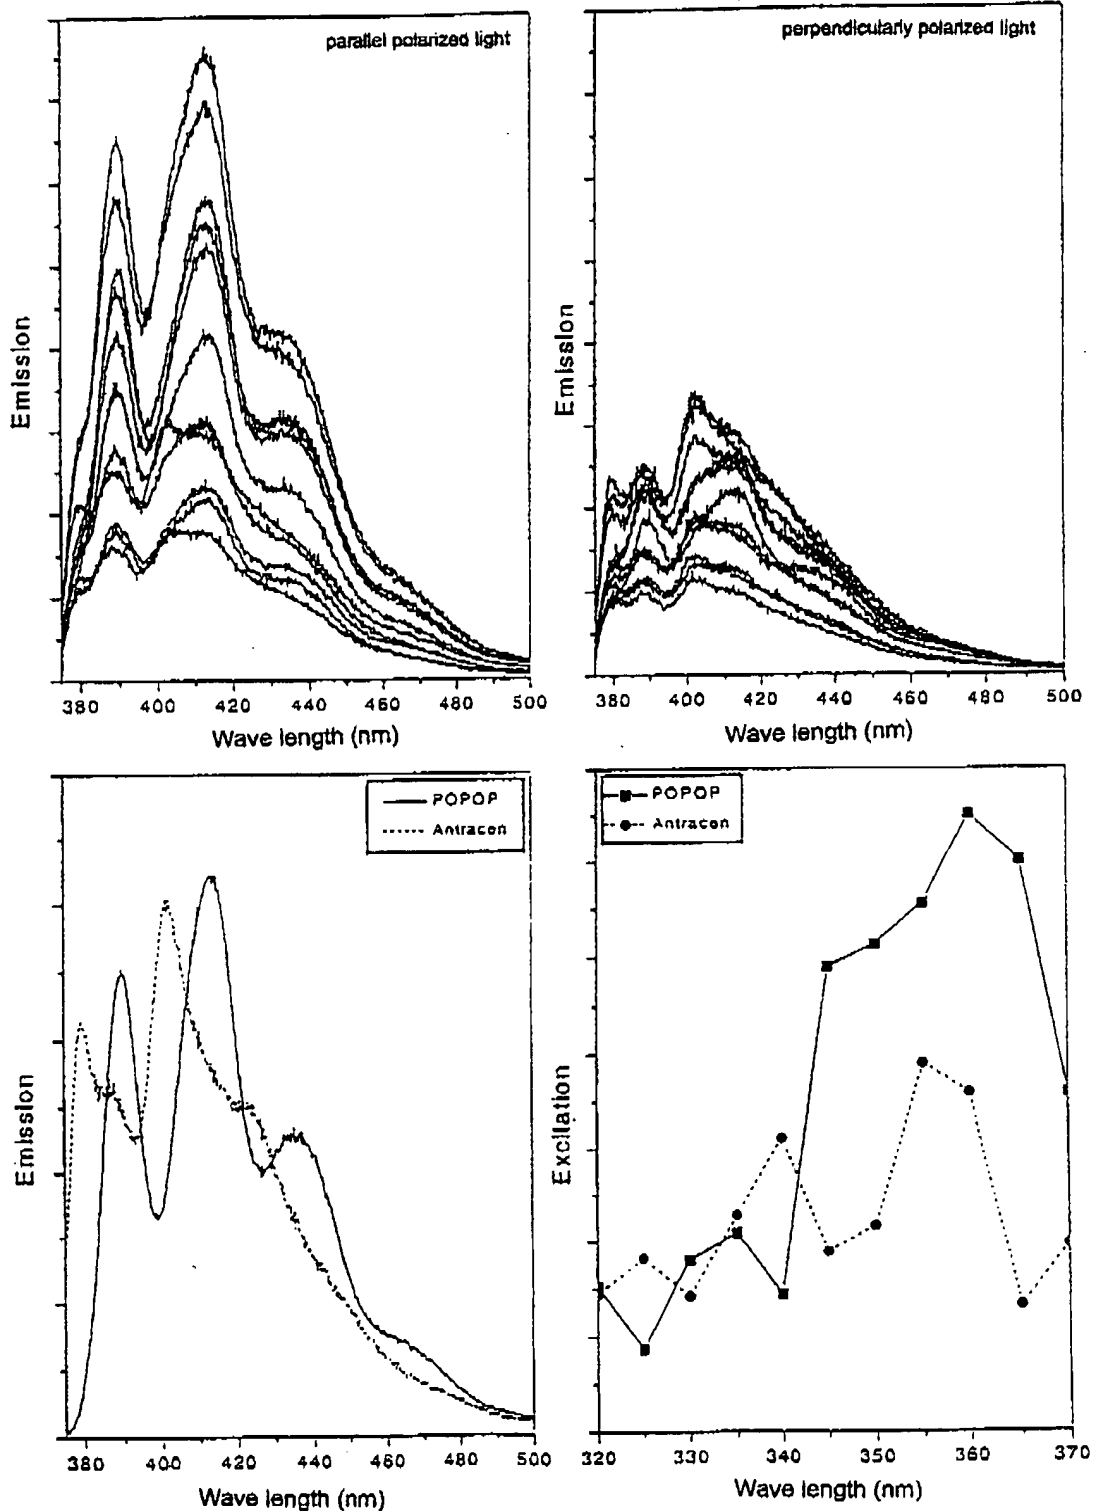 parallel polarized light
Emission
380 400 420 440 460 480 500
Wave length (nm)
perpendicularly polarized light
Emission
380 400 420 440 460 480 500
Wave length (nm)
POPOP
Antracen
Emission
380 400 420 440 460 480 500
Wave length (nm)
POPOP
Antracen
Excitation
320 330 340 350 360 370
Wave length (nm)